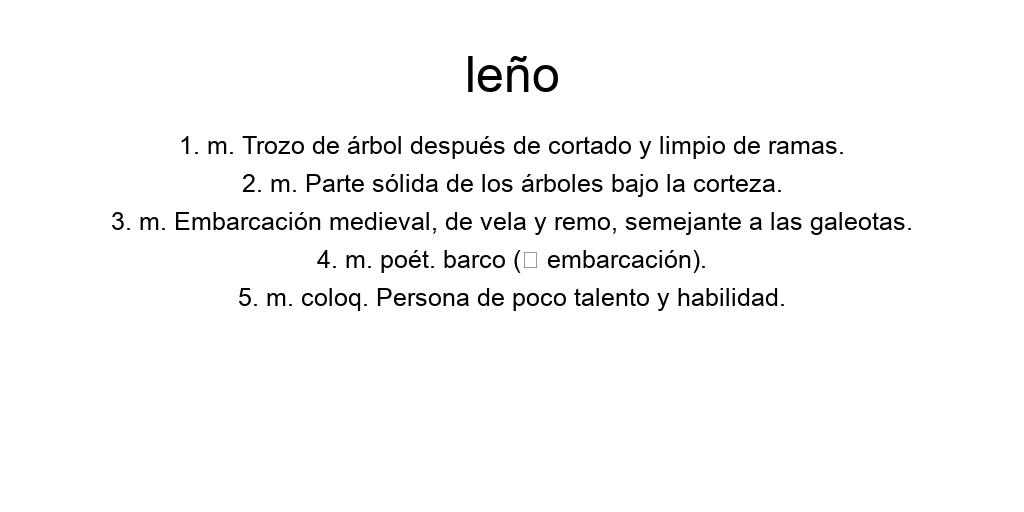 leño
1. m. Trozo de árbol después de cortado y limpio de ramas.
2. m. Parte sólida de los árboles bajo la corteza.
3. m. Embarcación medieval, de vela y remo, semejante a las galeotas.
4. m. poét. barco (□ embarcación).
5. m. coloq. Persona de poco talento y habilidad.